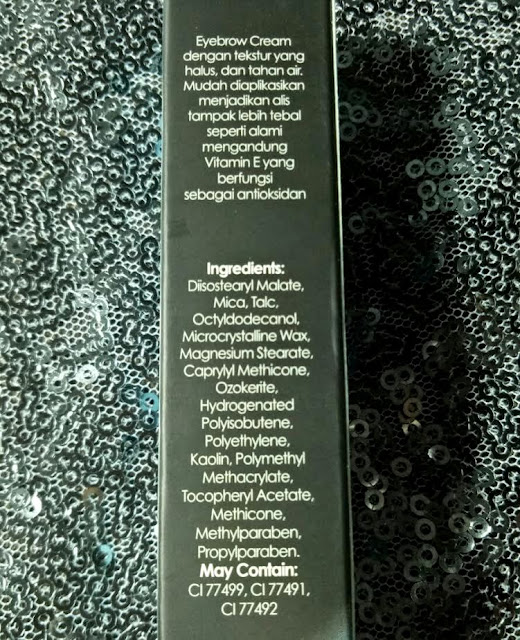 Eyebrow Cream
dengan tekstur yang
halus, dan tahan air.
Mudah diaplikasikan
menjadikan alis
tampak lebih tebal
seperti alami
mengandung
Vitamin E yang
berfungsi
sebagai antioksidan
Ingredients:
Diisostearyl Malate,
Mica, Talc,
Octyldodecanol,
Microcrystalline Wax,
Magnesium Stearate,
Caprylyl Methicone,
Ozokerite,
Hydrogenated
Polyisobutene,
Polyethylene,
Kaolin, Polymethyl
Methacrylate,
Tocopheryl Acetate,
Methicone,
Methylparaben,
Propylparaben.
May Contain:
CI 77499, CI 77491,
CI 77492